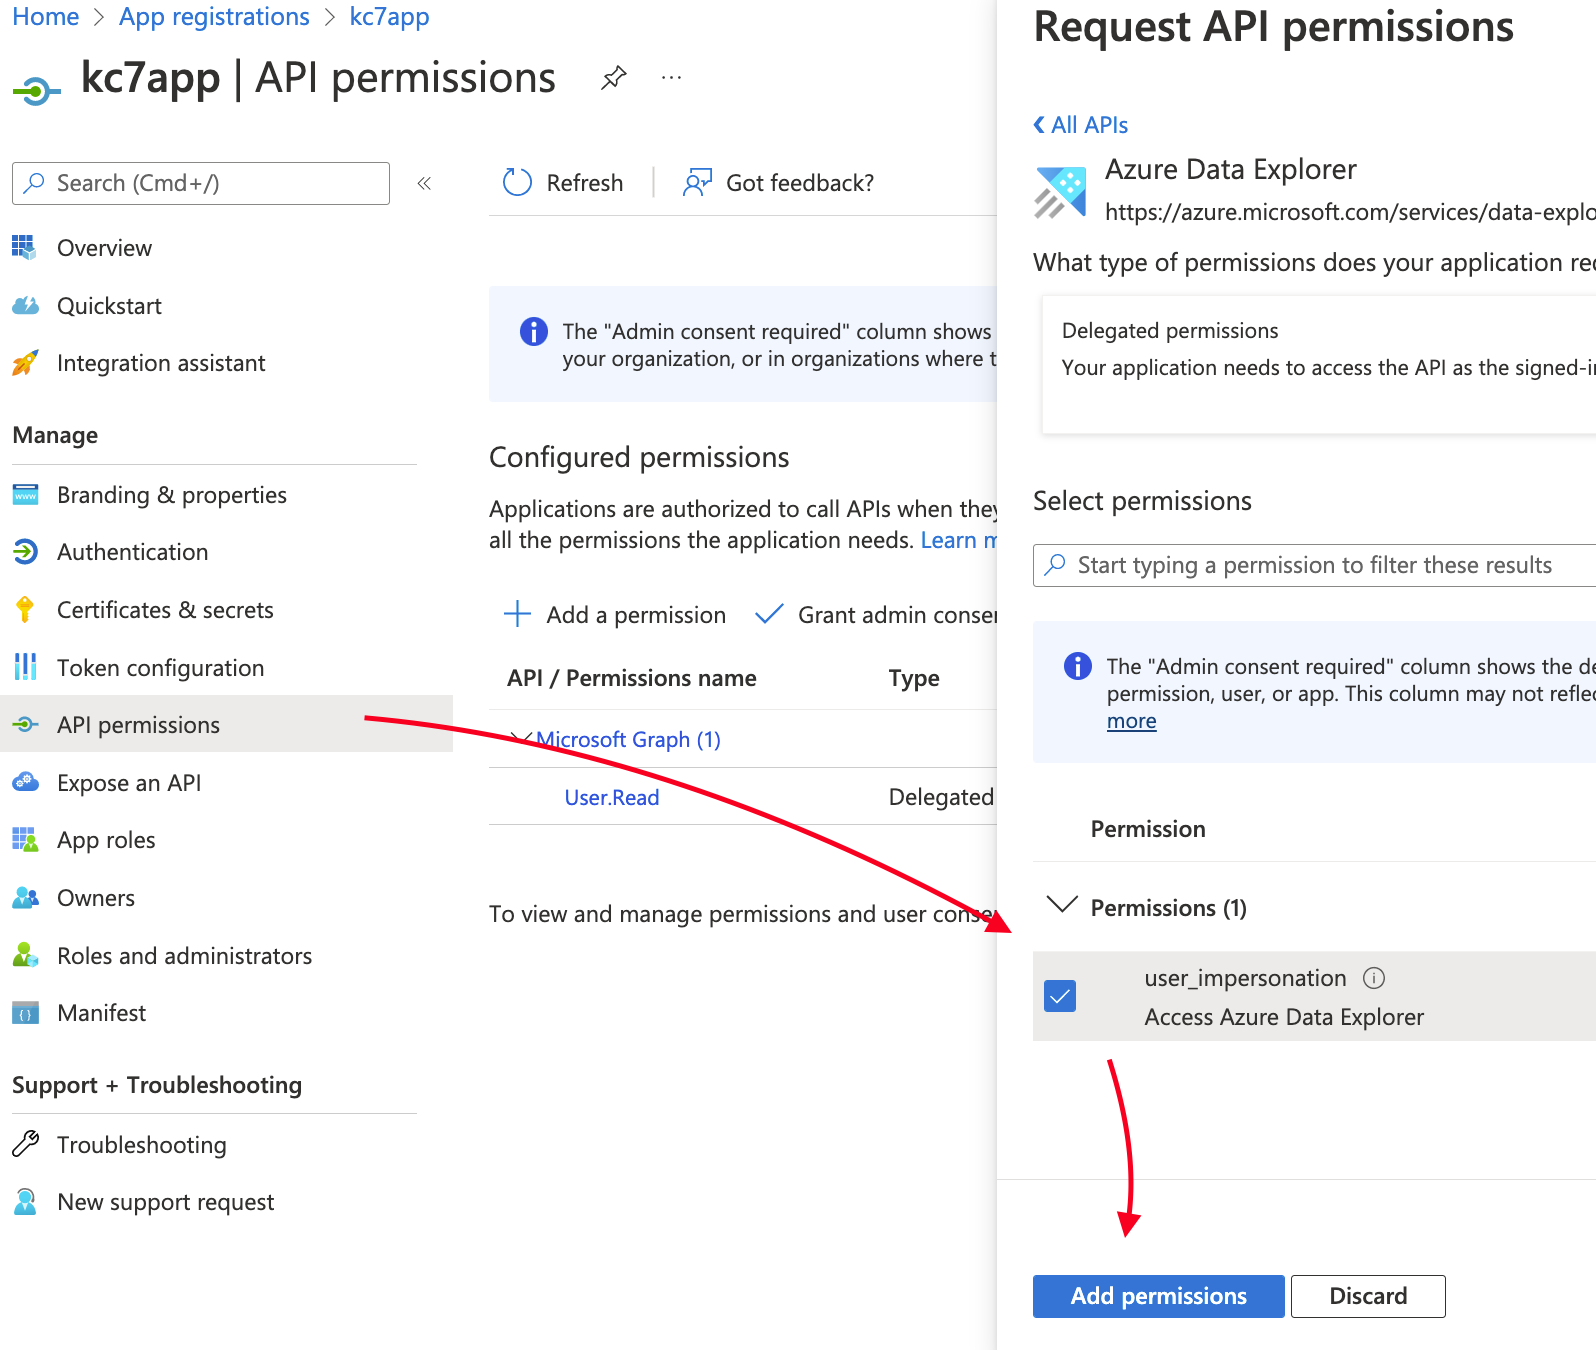 Home > App registrations > kc7app
kc7app | API permissions
Search (Cmd+/)
Overview
Quickstart
Integration assistant
Manage
Branding & properties
Authentication
Certificates & secrets
Token configuration
API permissions
Expose an API
App roles
Owners
Roles and administrators
Manifest
Support + Troubleshooting
Troubleshooting
New support request
Refresh
Got feedback?
The "Admin consent required" column shows
your organization, or in organizations where t
Configured permissions
Applications are authorized to call APIs when they
all the permissions the application needs. Learn m
Add a permission
Grant admin consen
API / Permissions name
Type
Microsoft Graph (1)
User.Read
Delegated
To view and manage permissions and user conse
Request API permissions
All APIs
Azure Data Explorer
https://azure.microsoft.com/services/data-explo
What type of permissions does your application req
Delegated permissions
Your application needs to access the API as the signed-in
Select permissions
Start typing a permission to filter these results
The "Admin consent required" column shows the de
permission, user, or app. This column may not reflec
more
Permission
Permissions (1)
user_impersonation
Access Azure Data Explorer
Add permissions
Discard